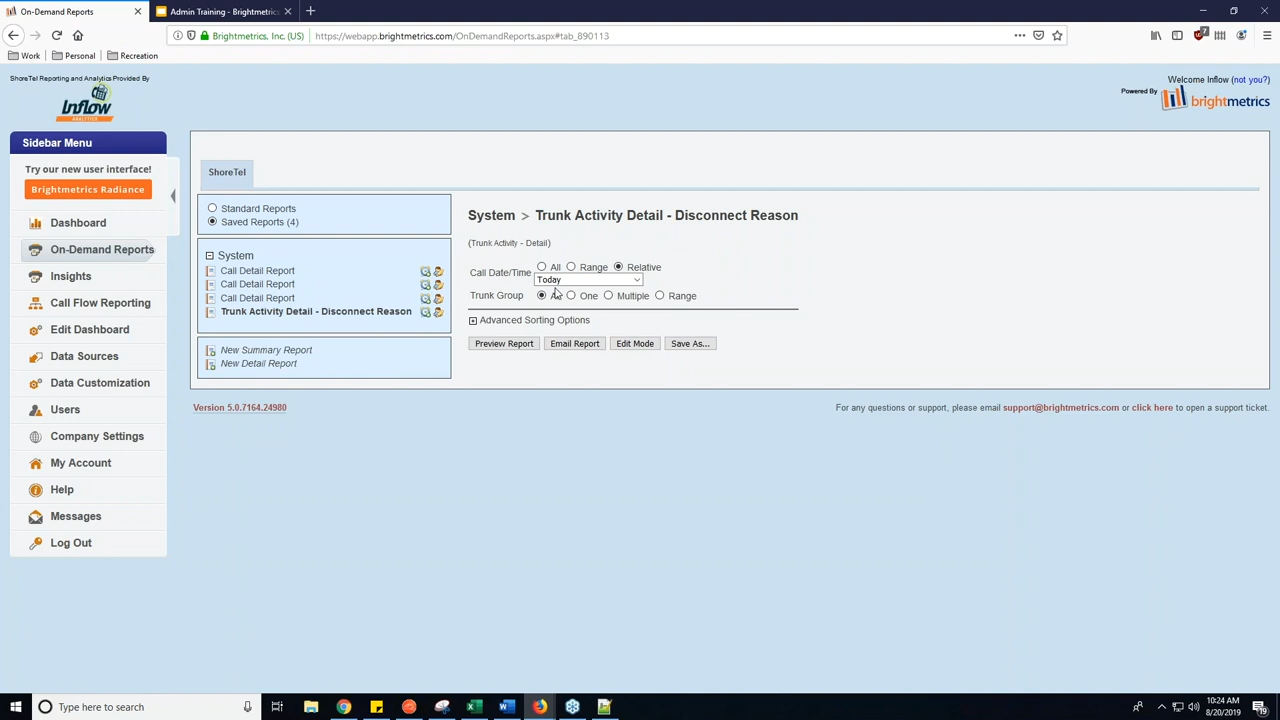 On-Demand Reports
Admin Training - Brightmetrics
Brightmetrics, Inc. (US)
https://webapp.brightmetrics.com/OnDemandReports.aspx#tab_890113
7
Work
Personal
Recreation
ShoreTel Reporting and Analytics Provided By
Inflow
ANALYTICS
Welcome Inflow (not you?)
Powered By
brightmetrics
Sidebar Menu
Try our new user interface!
Brightmetrics Radiance
Dashboard
On-Demand Reports
Insights
Call Flow Reporting
Edit Dashboard
Data Sources
Data Customization
Users
Company Settings
My Account
Help
Messages
Log Out
ShoreTel
Standard Reports
Saved Reports (4)
System
Call Detail Report
Call Detail Report
Call Detail Report
Trunk Activity Detail - Disconnect Reason
New Summary Report
New Detail Report
System > Trunk Activity Detail - Disconnect Reason
(Trunk Activity - Detail)
Call Date/Time All Range Relative
Today
Trunk Group One Multiple Range
Advanced Sorting Options
Preview Report Email Report Edit Mode Save As...
Version 5.0.7164.24980
For any questions or support, please email support@brightmetrics.com or click here to open a support ticket.
Type here to search
10:24 AM
8/20/2019
19